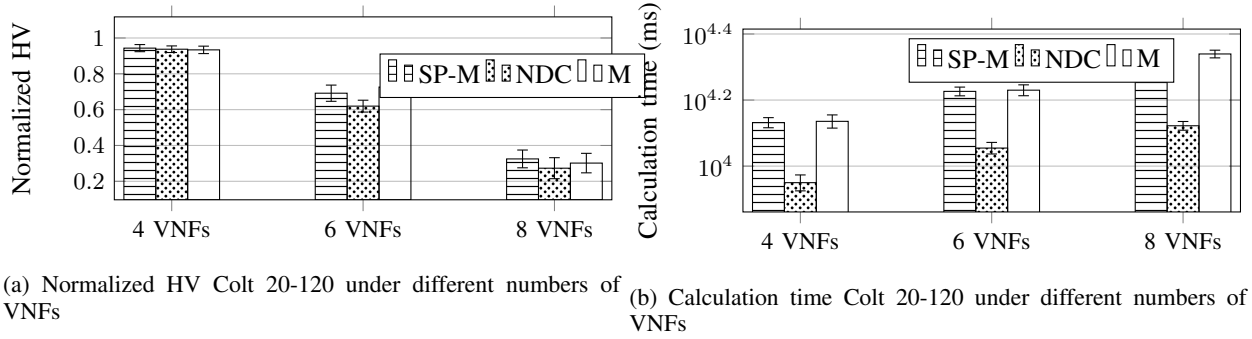 Normalized HV
1
0.8
0.6
0.4
0.2
SP-M NDC M
4 VNFs 6 VNFs 8 VNFs
(a) Normalized HV Colt 20-120 under different numbers of
VNFs
Calculation time (ms)
10^4.4
10^4.2
10^4
SP-M NDC M
4 VNFs 6 VNFs 8 VNFs
(b) Calculation time Colt 20-120 under different numbers of
VNFs